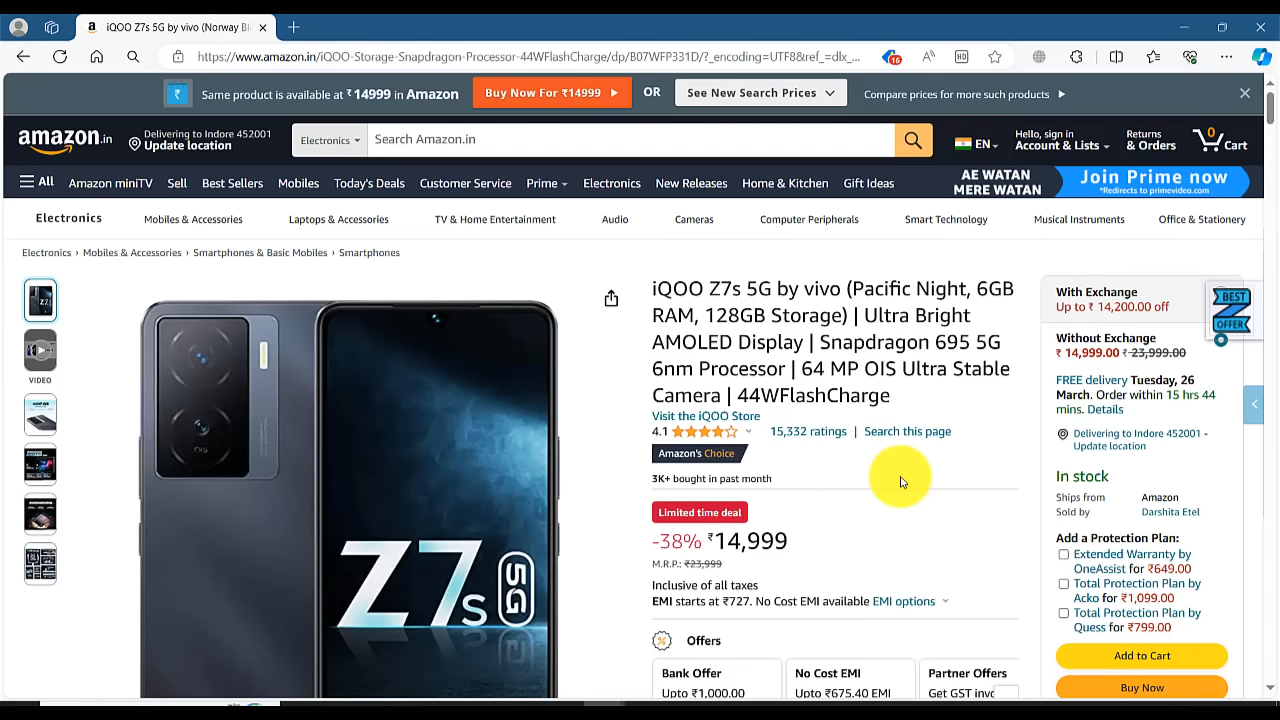 iQOO Z7s 5G by vivo (Norway Bl
https://www.amazon.in/iQOO-Storage-Snapdragon-Processor-44WFlashCharge/dp/B07WFP331D/?_encoding=UTF8&ref_=dlx_...
16
HD
₹ Same product is available at ₹14999 in Amazon Buy Now For ₹14999 OR See New Search Prices Compare prices for more such products
amazon.in
Delivering to Indore 452001
Update location
Electronics
Search Amazon.in
EN
Hello, sign in
Account & Lists
Returns
& Orders
0
Cart
All Amazon miniTV Sell Best Sellers Mobiles Today's Deals Customer Service Prime Electronics New Releases Home & Kitchen Gift Ideas
AE WATAN
MERE WATAN
Join Prime now
*Redirects to primevideo.com
Electronics Mobiles & Accessories Laptops & Accessories TV & Home Entertainment Audio Cameras Computer Peripherals Smart Technology Musical Instruments Office & Stationery
Electronics › Mobiles & Accessories › Smartphones & Basic Mobiles › Smartphones
VIDEO
OIS
Z7s 5G
iQOO Z7s 5G by vivo (Pacific Night, 6GB
RAM, 128GB Storage) | Ultra Bright
AMOLED Display | Snapdragon 695 5G
6nm Processor | 64 MP OIS Ultra Stable
Camera | 44WFlashCharge
Visit the iQOO Store
4.1 15,332 ratings | Search this page
Amazon's Choice
3K+ bought in past month
Limited time deal
-38% ₹14,999
M.R.P.: ₹23,999
Inclusive of all taxes
EMI starts at ₹727. No Cost EMI available EMI options
Offers
Bank Offer
Upto ₹1,000.00
No Cost EMI
Upto ₹675.40 EMI
Partner Offers
Get GST invc
With Exchange
Up to ₹ 14,200.00 off
BEST
OFFER
Without Exchange
₹ 14,999.00 ₹ 23,999.00
FREE delivery Tuesday, 26
March. Order within 15 hrs 44
mins. Details
Delivering to Indore 452001 -
Update location
In stock
Ships from Amazon
Sold by Darshita Etel
Add a Protection Plan:
Extended Warranty by
OneAssist for ₹649.00
Total Protection Plan by
Acko for ₹1,099.00
Total Protection Plan by
Quess for ₹799.00
Add to Cart
Buy Now